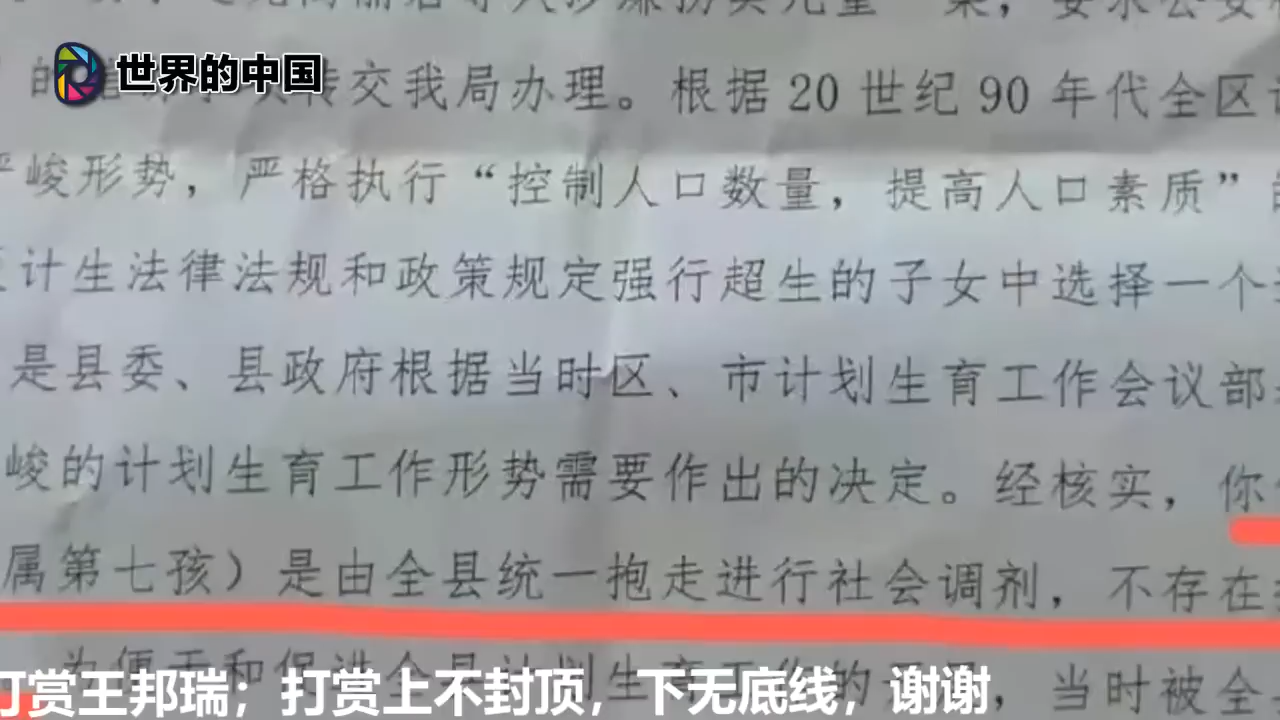 世界的中国
交我局办理。根据20世纪90年代全区
峻形势，严格执行“控制人口数量，提高人口素质”
计生法律法规和政策规定强行超生的子女中选择一个
是县委、县政府根据当时区、市计划生育工作会议部
峻的计划生育工作形势需要作出的决定。经核实，你
属第七孩）是由全县统一抱走进行社会调剂，不存在
的 ，当时被全
打赏王邦瑞；打赏上不封顶，下无底线，谢谢